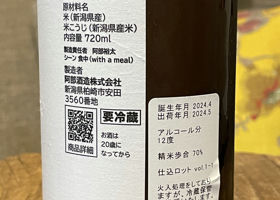 原材料名
米(新潟県産)
米こうじ(新潟県産米)
内容量 720ml
製造責任者 阿部裕太
シーン 食中(with a meal)
製造者
阿部酒造株式会社
新潟県柏崎市安田
3560番地
要冷蔵
お酒は
20歳に
なってから
商品詳細
誕生年月 2024.4
出荷年月 2024.5
アルコール分
12度
精米歩合 70%
仕込ロット vol.1-1
火入処理をして
ますが、冷蔵保管